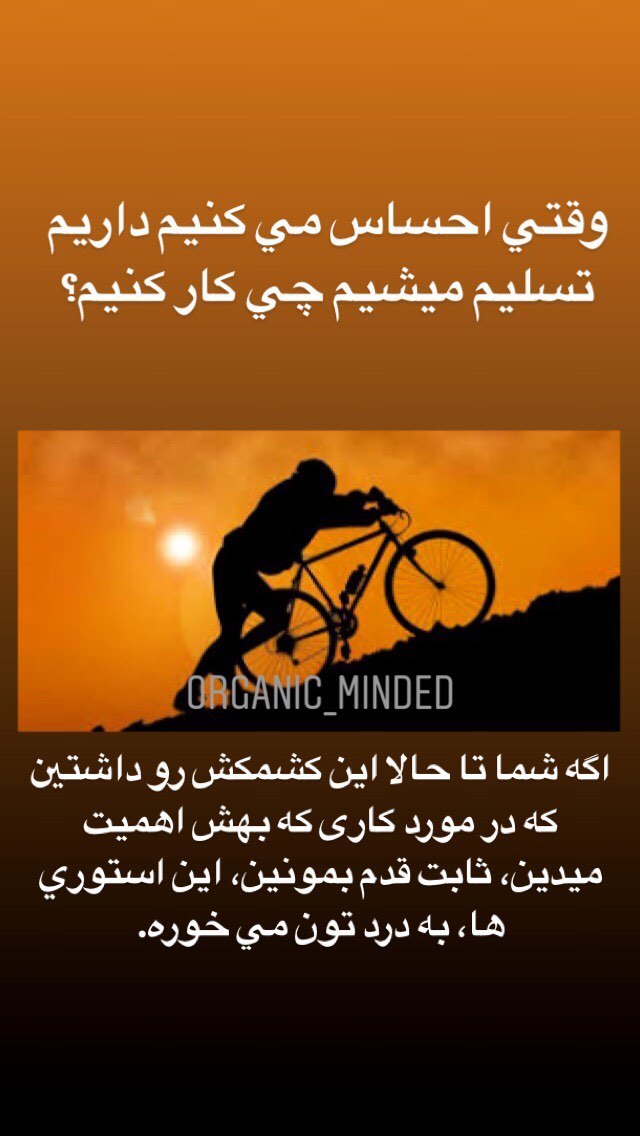 وقتي احساس مي كنيم داريم
تسليم ميشيم چي كار كنيم؟
ORGANIC_MINDED
اگه شما تا حالا این کشمکش رو داشتین
که در مورد کاری که بهش اهمیت
میدین، ثابت قدم بمونین، این استوري
ها، به درد تون مي خوره.